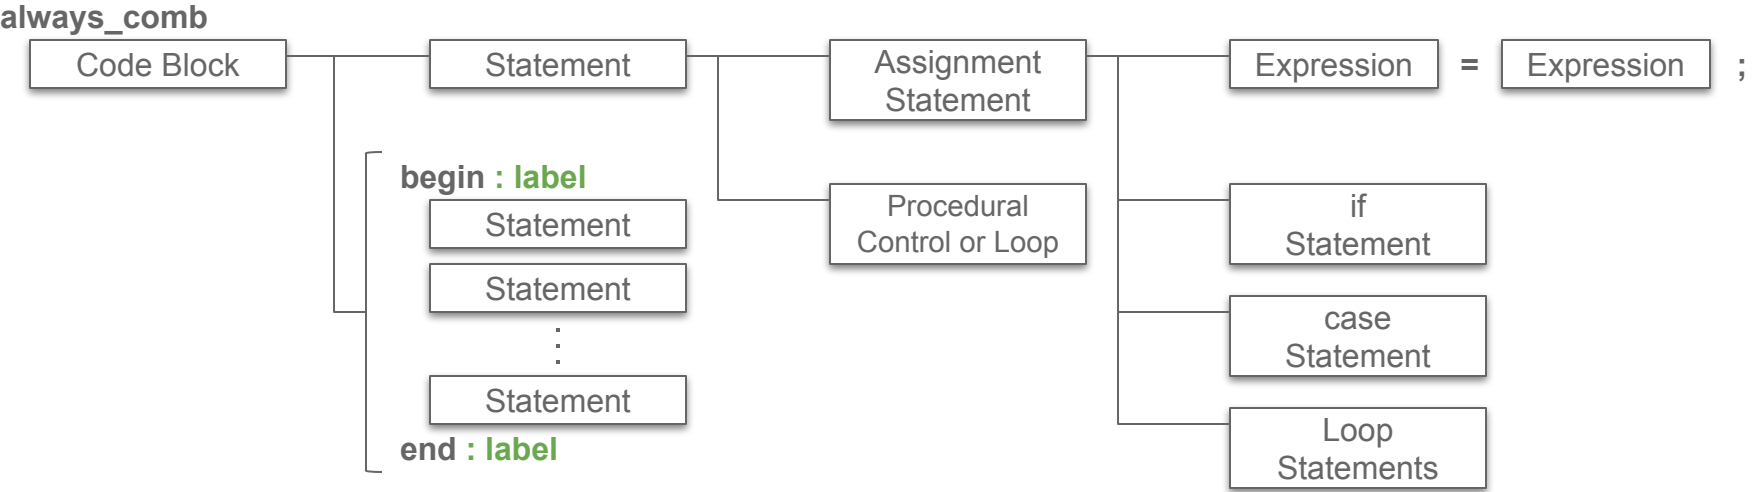 always_comb
Code Block
Statement
Assignment
Statement
Expression = Expression ;
begin : label
Statement
Statement
.
.
.
Statement
end : label
Procedural
Control or Loop
if
Statement
case
Statement
Loop
Statements